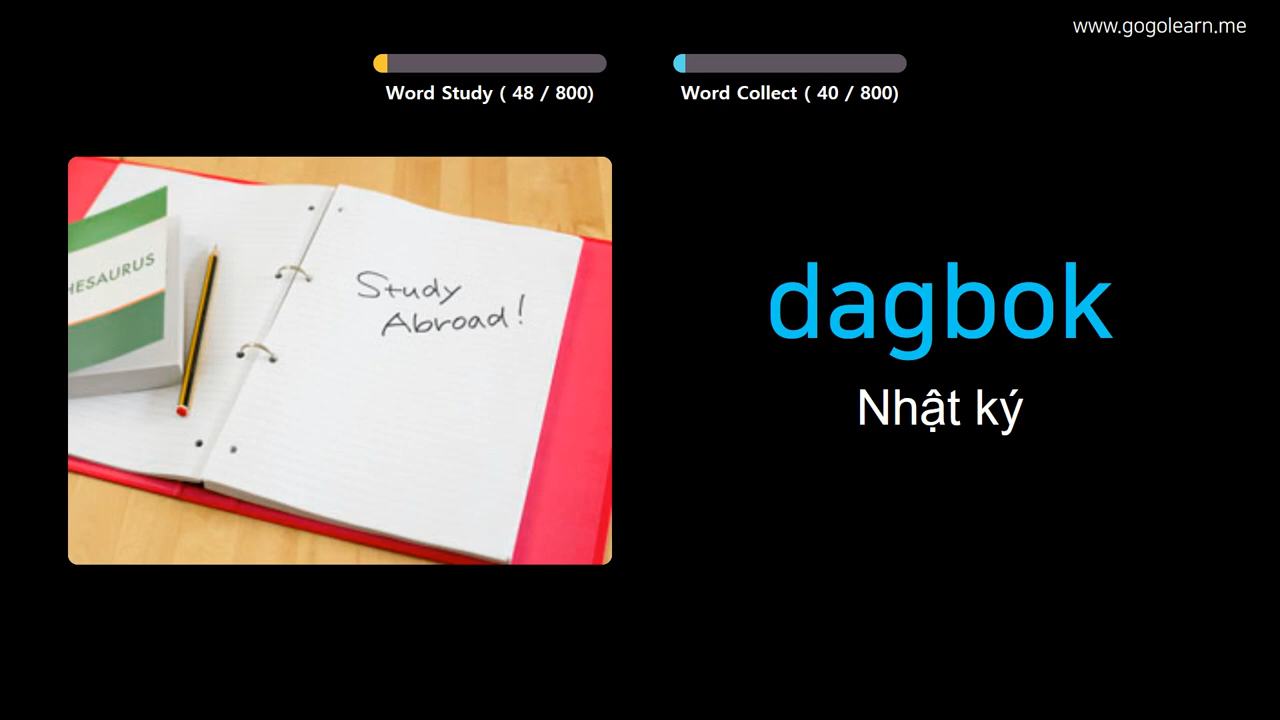 www.gogolearn.me
Word Study ( 48 / 800)
Word Collect ( 40 / 800)
HESAURUS
Study
Abroad!
dagbok
Nhật ký